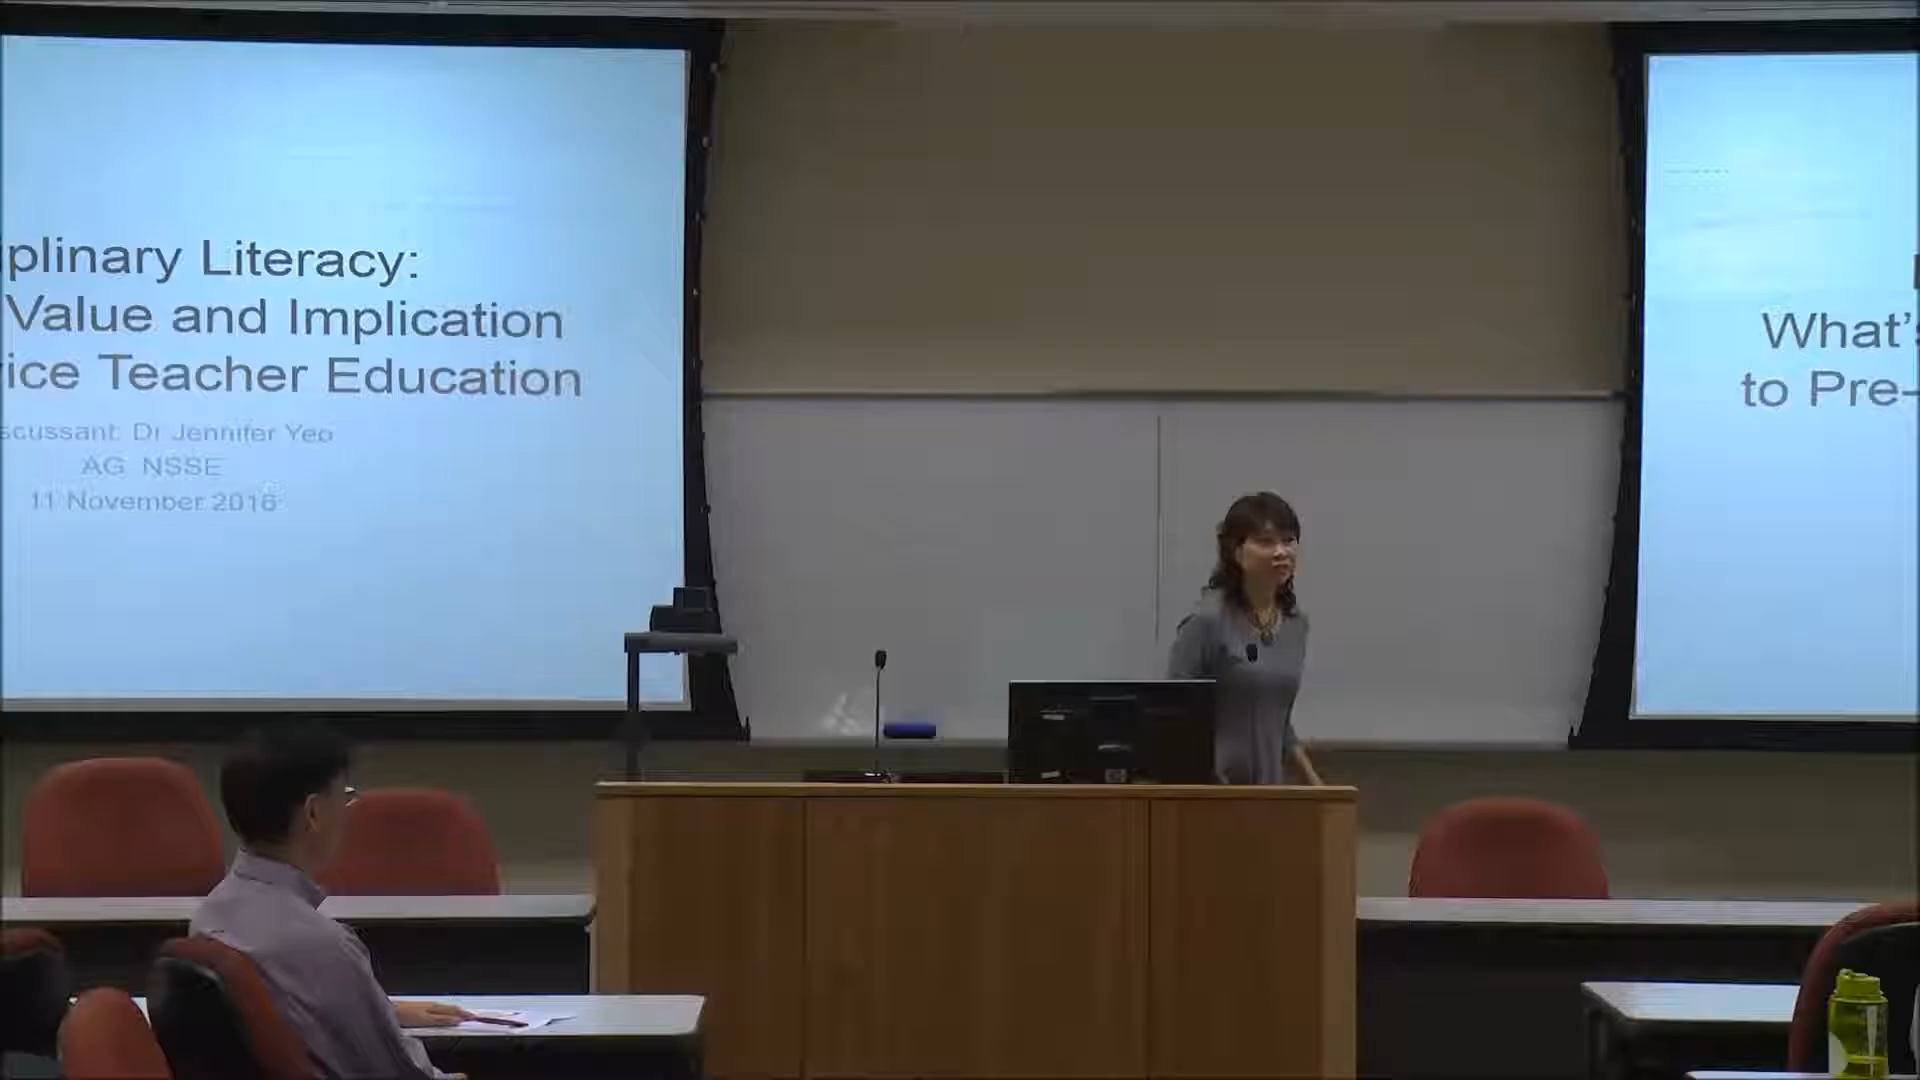 iplinary Literacy:
Value and Implication
ice Teacher Education
scussant: Dr Jennifer Yeo
AG NSSE
11 November 2016
What's
to Pre-